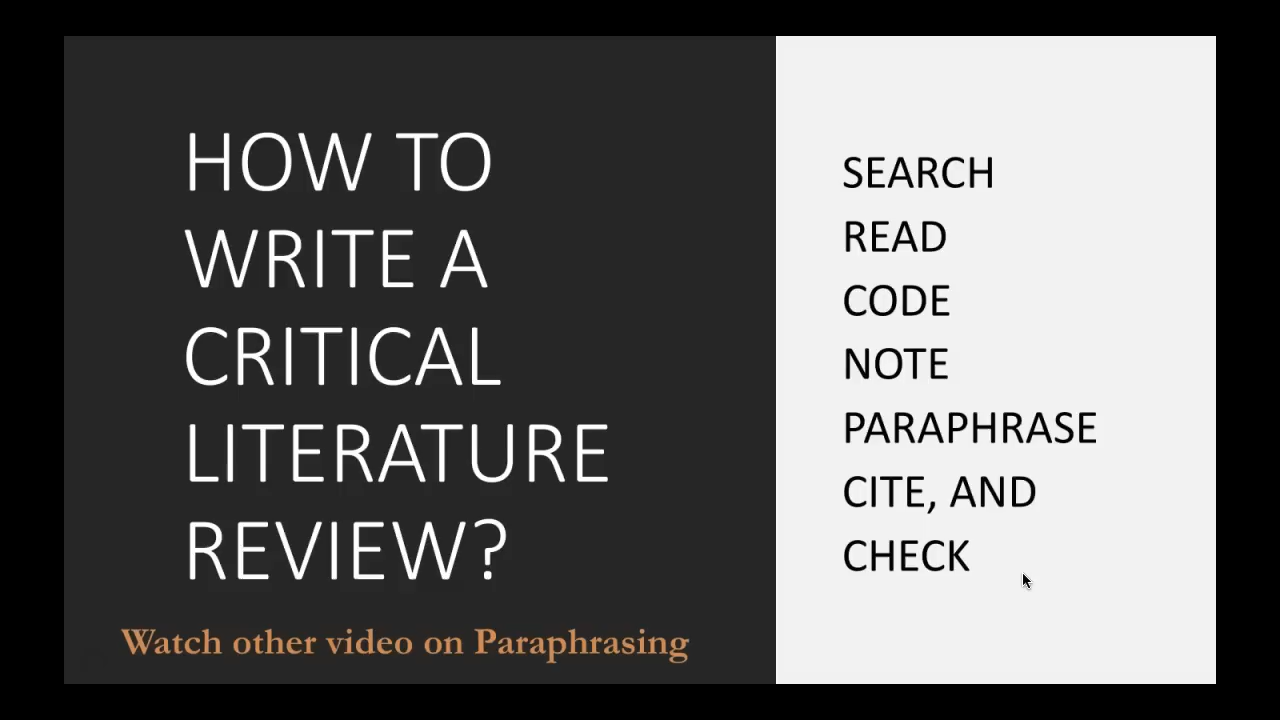 HOW TO
WRITE A
CRITICAL
LITERATURE
REVIEW?
Watch other video on Paraphrasing
SEARCH
READ
CODE
NOTE
PARAPHRASE
CITE, AND
CHECK